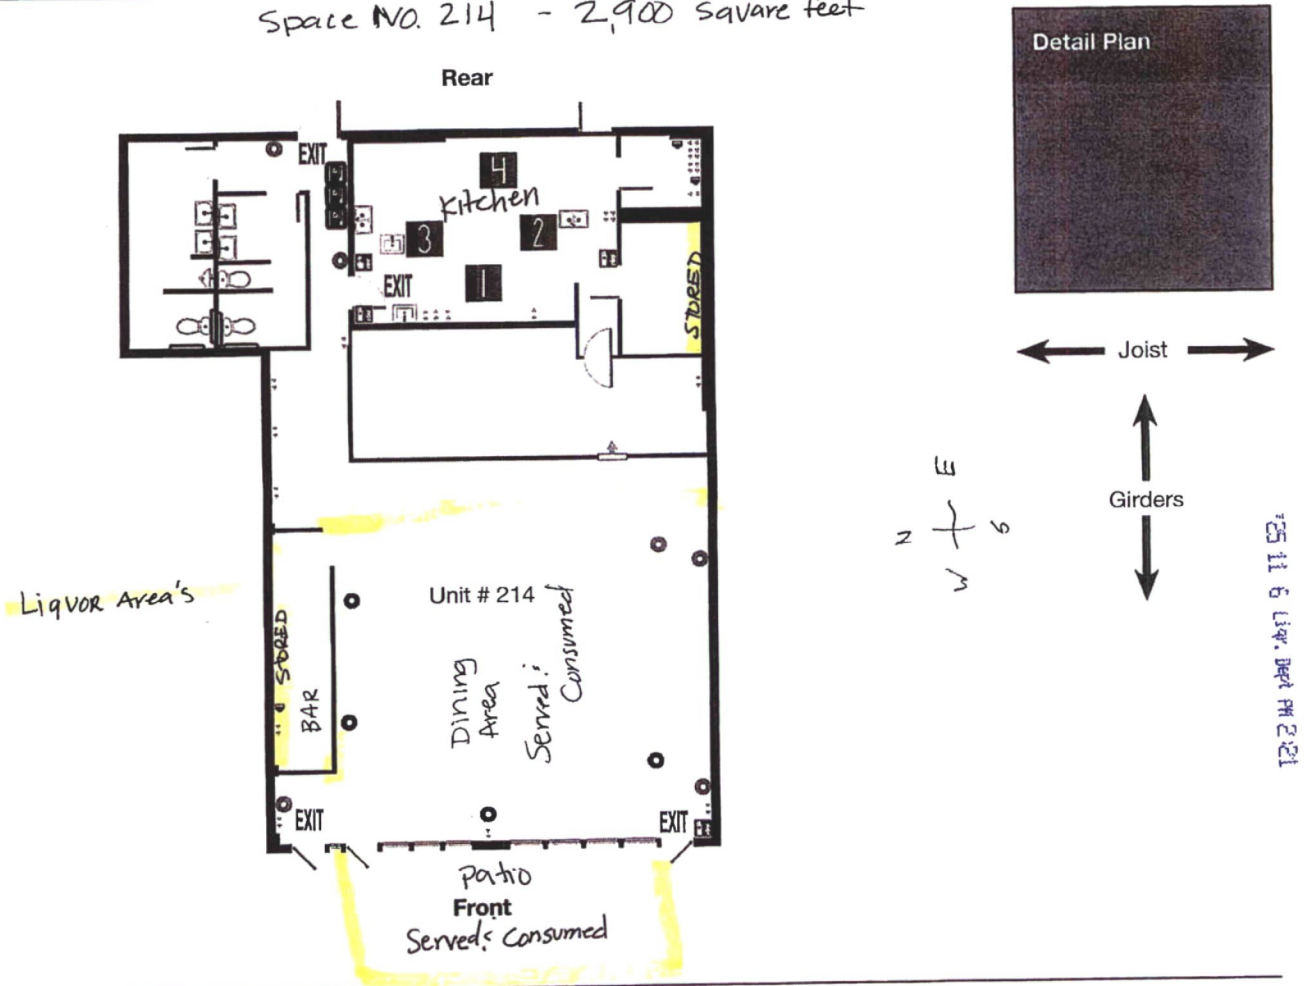 Space No. 214 - 2,900 Square feet
Detail Plan
Rear
EXIT
4
Kitchen
3
2
EXIT
1
STORED
Joist
Girders
E
N
S
W
Liquor Area's
Unit # 214
STORED
BAR
Dining
Area
Served &
Consumed
EXIT
EXIT
Patio
Front
Served & Consumed
'25 11 6 Liqr. Dept PM 2:21